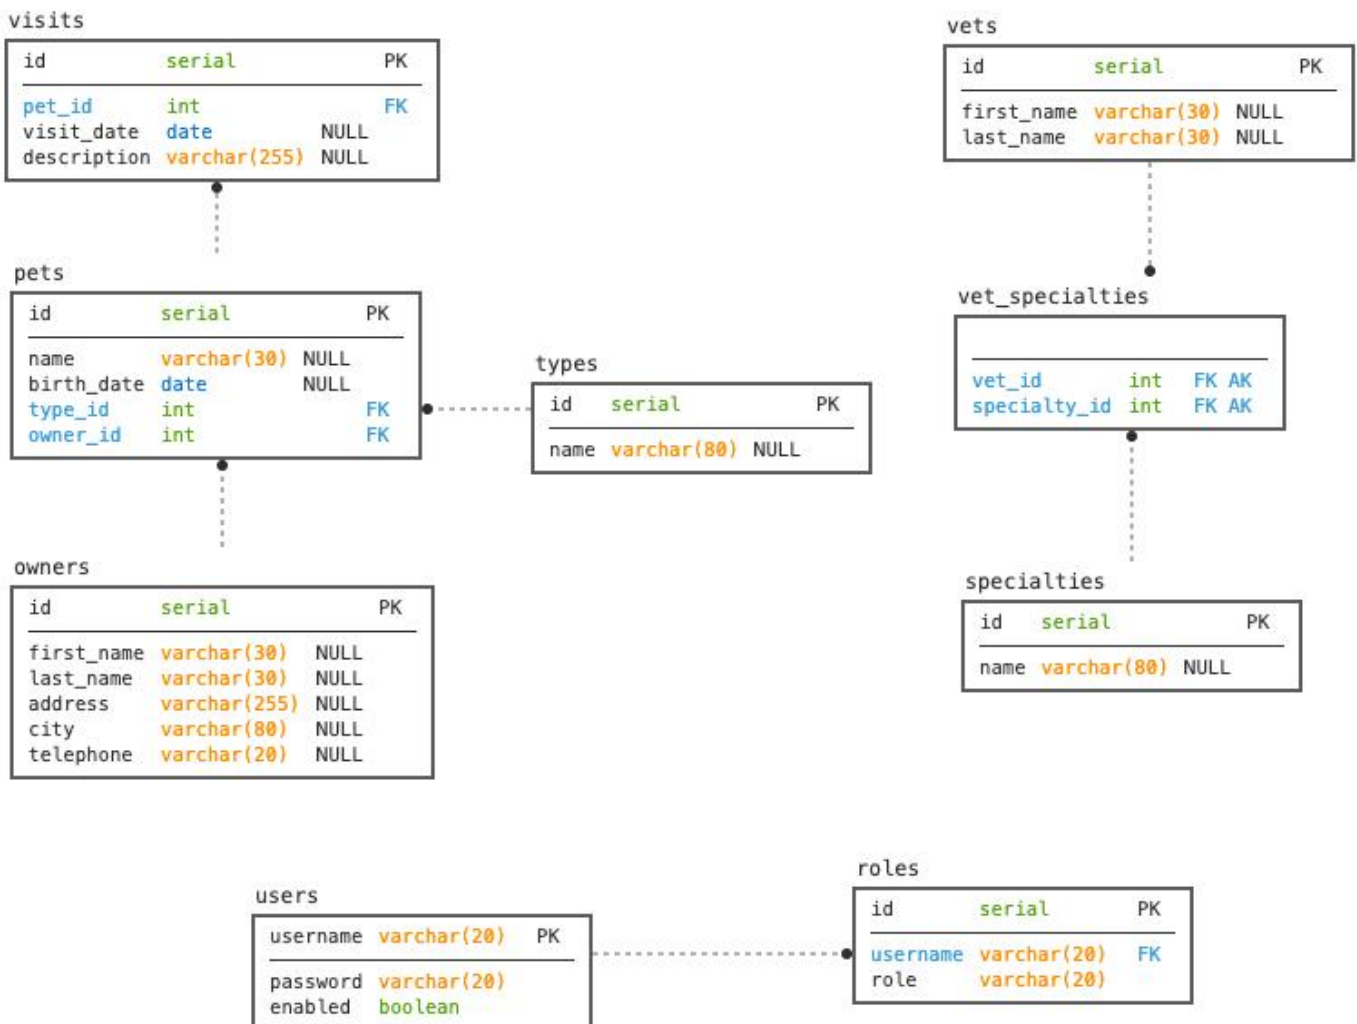 visits
id serial PK
pet_id int FK
visit_date date NULL
description varchar(255) NULL
vets
id serial PK
first_name varchar(30) NULL
last_name varchar(30) NULL
pets
id serial PK
name varchar(30) NULL
birth_date date NULL
type_id int FK
owner_id int FK
types
id serial PK
name varchar(80) NULL
vet_specialties
vet_id int FK AK
specialty_id int FK AK
owners
id serial PK
first_name varchar(30) NULL
last_name varchar(30) NULL
address varchar(255) NULL
city varchar(80) NULL
telephone varchar(20) NULL
specialties
id serial PK
name varchar(80) NULL
users
username varchar(20) PK
password varchar(20)
enabled boolean
roles
id serial PK
username varchar(20) FK
role varchar(20)